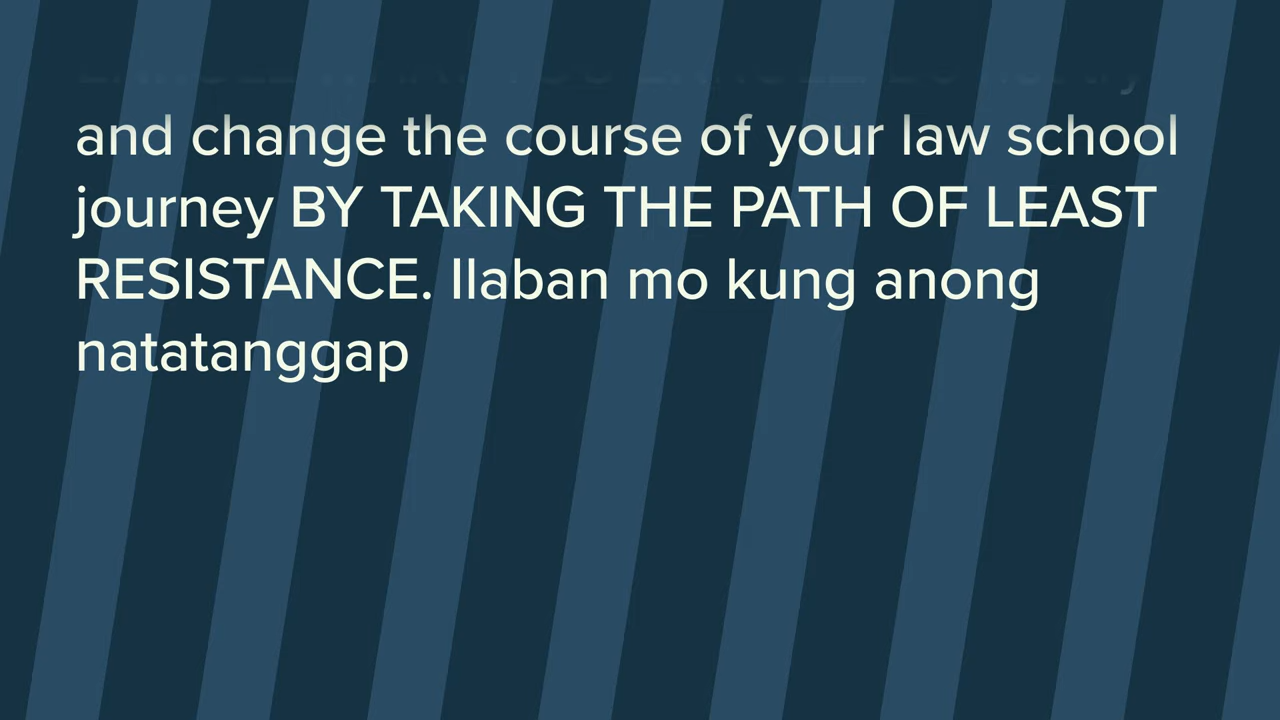 and change the course of your law school
journey BY TAKING THE PATH OF LEAST
RESISTANCE. Ilaban mo kung anong
natatanggap